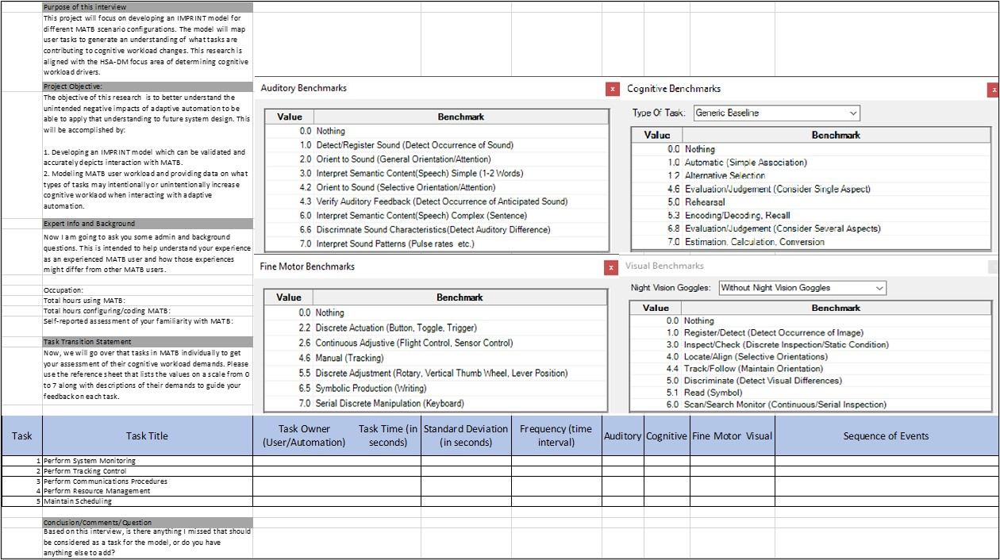 Purpose of this interview
This project will focus on developing an IMPRINT model for
different MATB scenario configurations. The model will map
user tasks to generate an understanding of what tasks are
contributing to cognitive workload changes. This research is
aligned with the HSA-DM focus area of determining cognitive
workload drivers.
Project Objective:
The objective of this research is to better understand the
unintended negative impacts of adaptive automation to be
able to apply that understanding to future system design. This
will be accomplished by:
1. Developing an IMPRINT model which can be validated and
accurately depicts interaction with MATB.
2. Modeling MATB user workload and providing data on what
types of tasks may intentionally or unintentionally increase
cognitive worklaod when interacting with adaptive
automation.
Expert Info and Background
Now I am going to ask you some admin and background
questions. This is intended to help understand your experience
as an experienced MATB user and how those experiences
might differ from other MATB users.
Occupation:
Total hours using MATB:
Total hours configuring/coding MATB:
Self-reported assessment of your familiarity with MATB:
Task Transition Statement
Now, we will go over that tasks in MATB individually to get
your assessment of their cognitive workload demands. Please
use the reference sheet that lists the values on a scale from 0
to 7 along with descriptions of their demands to guide your
feedback on each task.
Auditory Benchmarks x
Value Benchmark
0.0 Nothing
1.0 Detect/Register Sound (Detect Occurrence of Sound)
2.0 Orient to Sound (General Orientation/Attention)
3.0 Interpret Semantic Content(Speech) Simple (1-2 Words)
4.2 Orient to Sound (Selective Orientation/Attention)
4.3 Verify Auditory Feedback (Detect Occurrence of Anticipated Sound)
6.0 Interpret Semantic Content(Speech) Complex (Sentence)
6.6 Discrimnate Sound Characteristics(Detect Auditory Difference)
7.0 Interpret Sound Patterns (Pulse rates etc.)
Cognitive Benchmarks x
Type Of Task: Generic Baseline
Value Benchmark
0.0 Nothing
1.0 Automatic (Simple Association)
1.2 Alternative Selection
4.6 Evaluation/Judgement (Consider Single Aspect)
5.0 Rehearsal
5.3 Encoding/Decoding, Recall
6.8 Evaluation/Judgement (Consider Several Aspects)
7.0 Estimation, Calculation, Conversion
Fine Motor Benchmarks x
Value Benchmark
0.0 Nothing
2.2 Discrete Actuation (Button, Toggle, Trigger)
2.6 Continuous Adjustive (Flight Control, Sensor Control)
4.6 Manual (Tracking)
5.5 Discrete Adjustment (Rotary, Vertical Thumb Wheel, Lever Position)
6.5 Symbolic Production (Writing)
7.0 Serial Discrete Manipulation (Keyboard)
Visual Benchmarks
Night Vision Goggles: Without Night Vision Goggles
Value Benchmark
0.0 Nothing
1.0 Register/Detect (Detect Occurrence of Image)
3.0 Inspect/Check (Discrete Inspection/Static Condition)
4.0 Locate/Align (Selective Orientations)
4.4 Track/Follow (Maintain Orientation)
5.0 Discriminate (Detect Visual Differences)
5.1 Read (Symbol)
6.0 Scan/Search Monitor (Continuous/Serial Inspection)
Task Task Title Task Owner (User/Automation) Task Time (in seconds) Standard Deviation (in seconds) Frequency (time interval) Auditory Cognitive Fine Motor Visual Sequence of Events
1 Perform System Monitoring
2 Perform Tracking Control
3 Perform Communications Procedures
4 Perform Resource Management
5 Maintain Scheduling
Conclusion/Comments/Question
Based on this interview, is there anything I missed that should
be considered as a task for the model, or do you have
anything else to add?